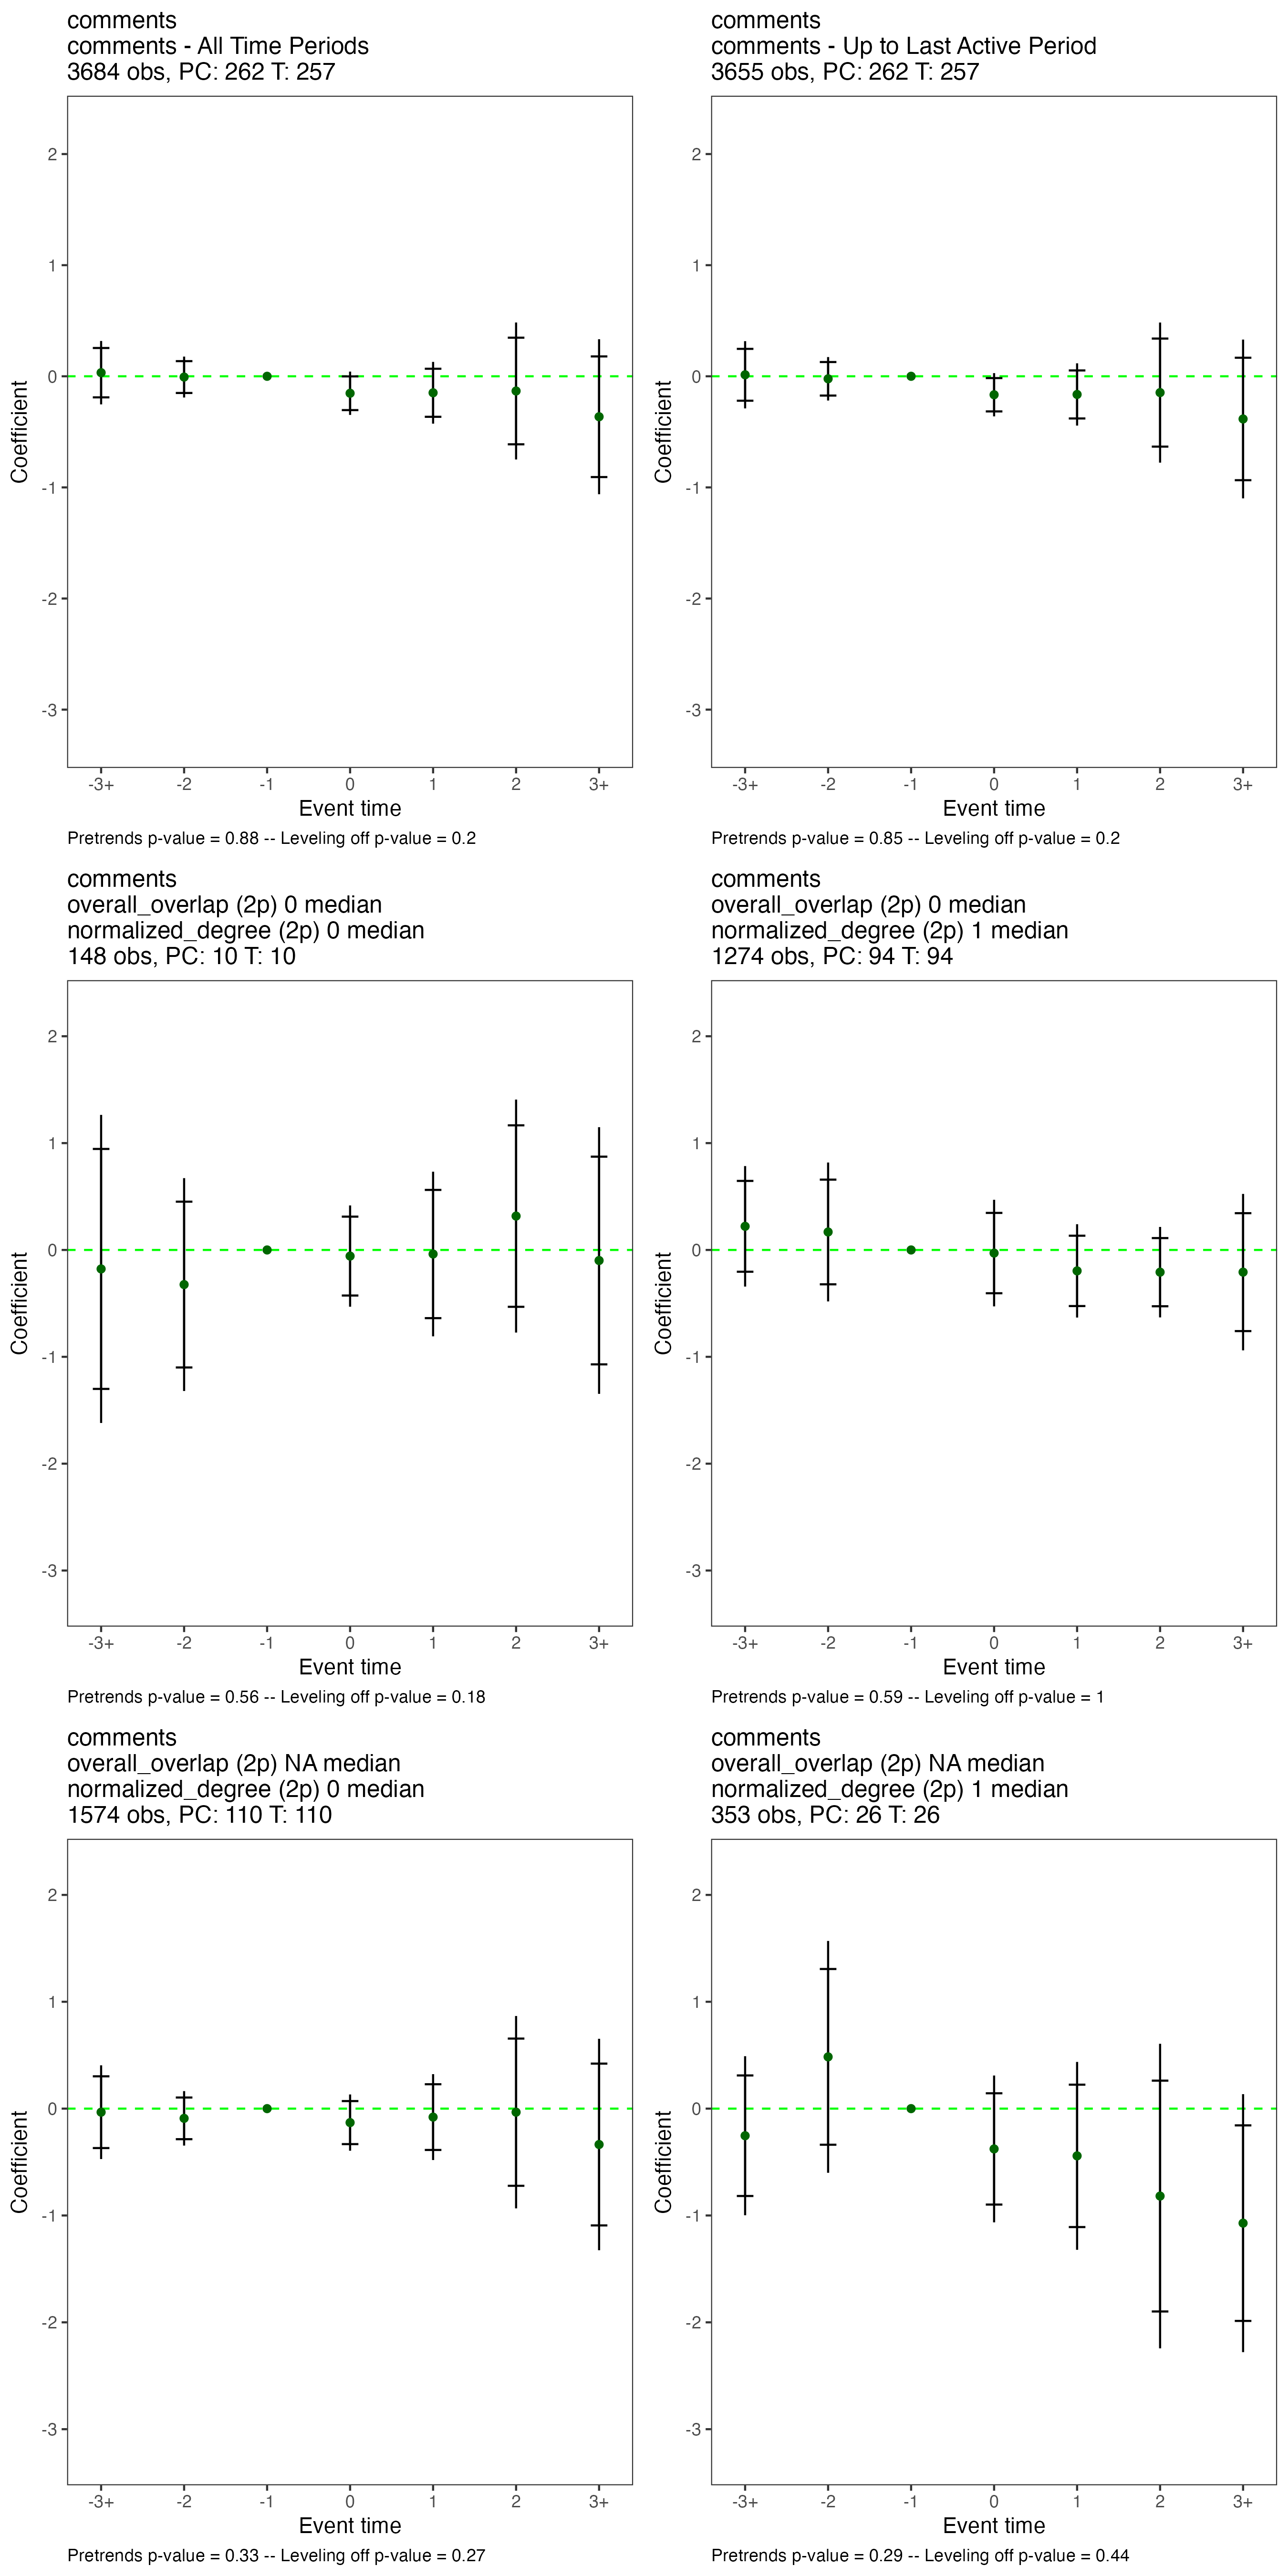 comments
comments - All Time Periods
3684 obs, PC: 262 T: 257
2
1
0
-1
-2
-3
Coefficient
-3+ -2 -1 0 1 2 3+
Event time
Pretrends p-value = 0.88 -- Leveling off p-value = 0.2
comments
comments - Up to Last Active Period
3655 obs, PC: 262 T: 257
2
1
0
-1
-2
-3
Coefficient
-3+ -2 -1 0 1 2 3+
Event time
Pretrends p-value = 0.85 -- Leveling off p-value = 0.2
comments
overall_overlap (2p) 0 median
normalized_degree (2p) 0 median
148 obs, PC: 10 T: 10
2
1
0
-1
-2
-3
Coefficient
-3+ -2 -1 0 1 2 3+
Event time
Pretrends p-value = 0.56 -- Leveling off p-value = 0.18
comments
overall_overlap (2p) 0 median
normalized_degree (2p) 1 median
1274 obs, PC: 94 T: 94
2
1
0
-1
-2
-3
Coefficient
-3+ -2 -1 0 1 2 3+
Event time
Pretrends p-value = 0.59 -- Leveling off p-value = 1
comments
overall_overlap (2p) NA median
normalized_degree (2p) 0 median
1574 obs, PC: 110 T: 110
2
1
0
-1
-2
-3
Coefficient
-3+ -2 -1 0 1 2 3+
Event time
Pretrends p-value = 0.33 -- Leveling off p-value = 0.27
comments
overall_overlap (2p) NA median
normalized_degree (2p) 1 median
353 obs, PC: 26 T: 26
2
1
0
-1
-2
-3
Coefficient
-3+ -2 -1 0 1 2 3+
Event time
Pretrends p-value = 0.29 -- Leveling off p-value = 0.44